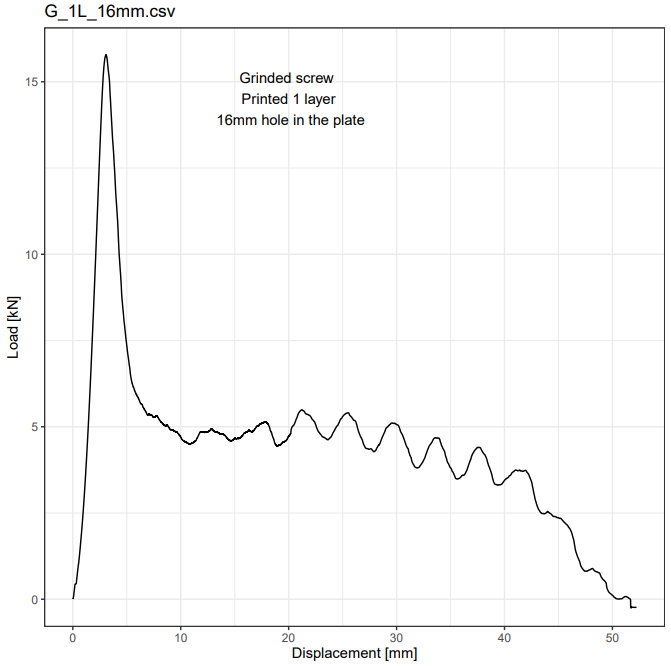 G_1L_16mm.csv
Grinded screw
Printed 1 layer
16mm hole in the plate
Load [kN]
15
10
5
0
0 10 20 30 40 50
Displacement [mm]